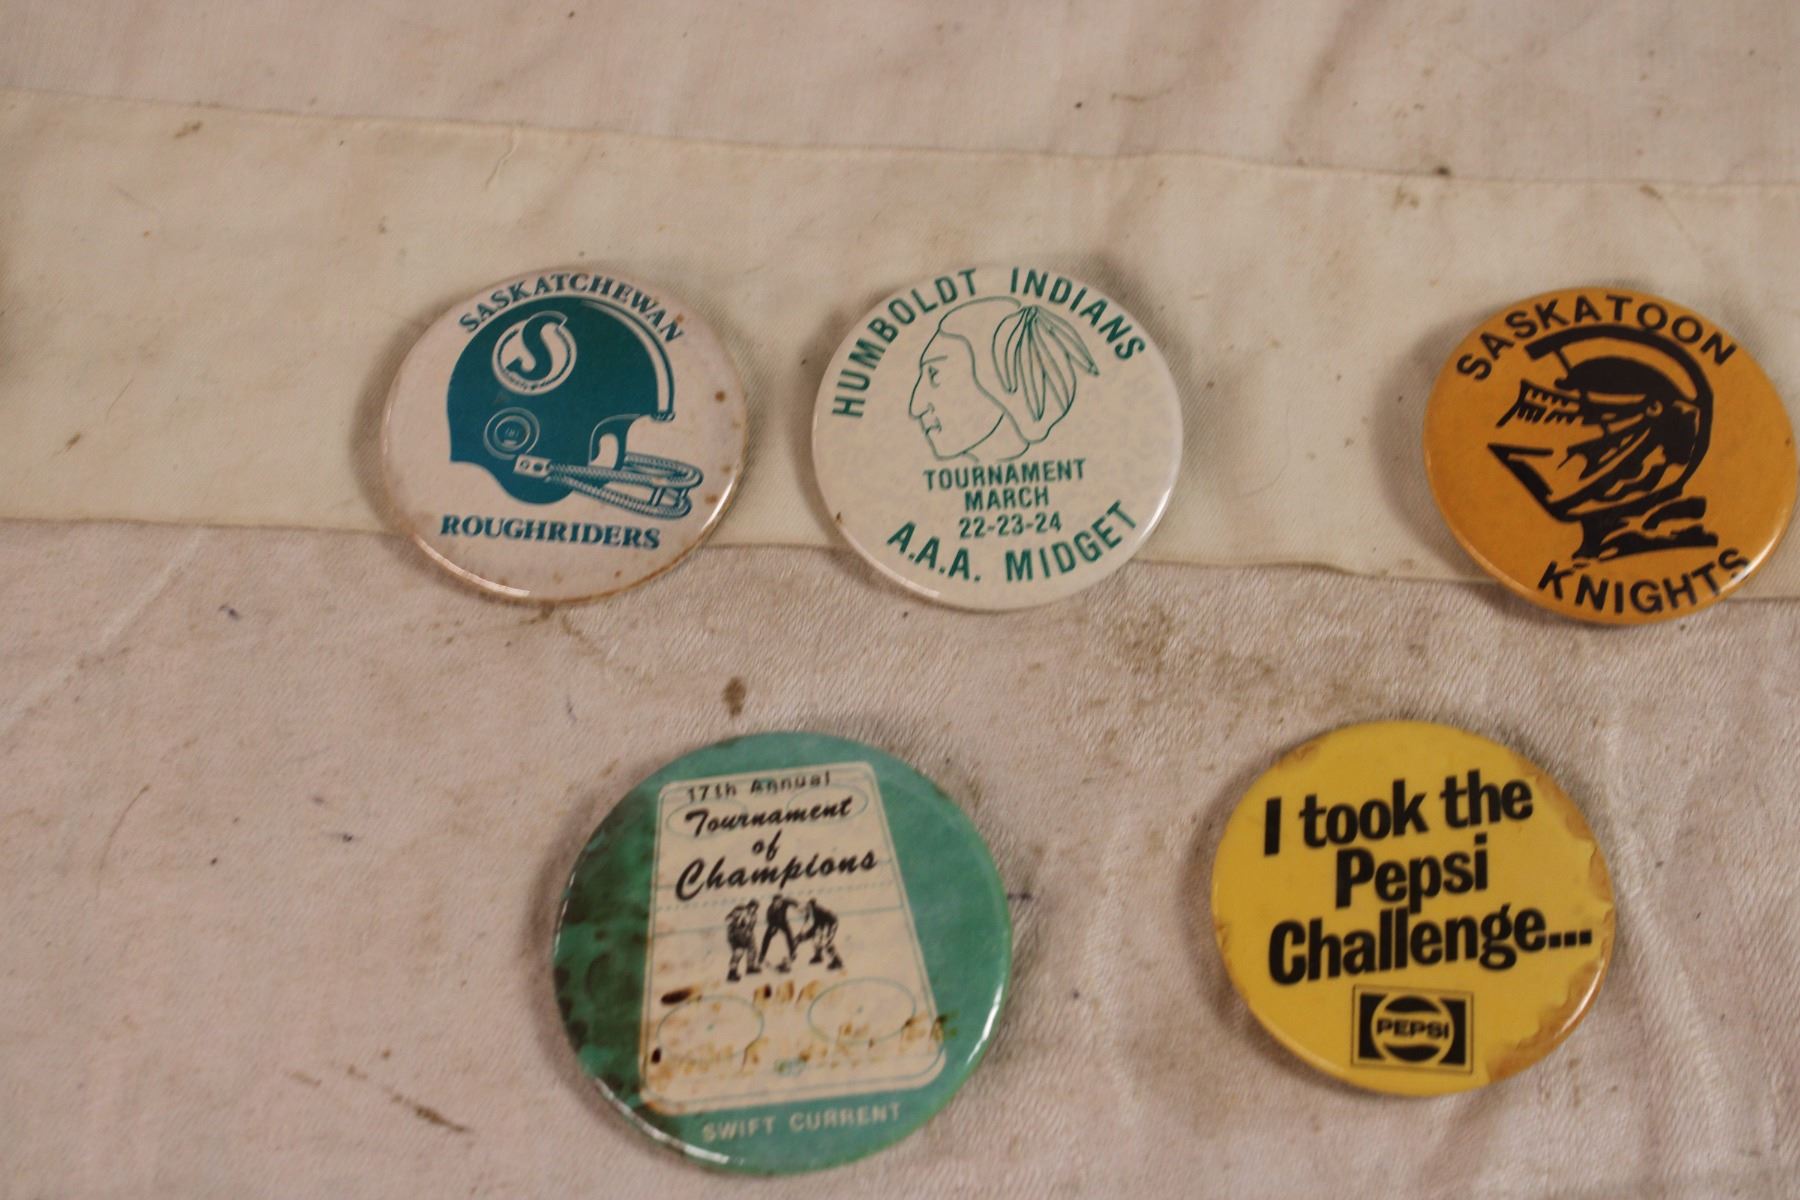 SASKATCHEWAN
ROUGHRIDERS
HUMBOLDT INDIANS
TOURNAMENT
MARCH
22-23-24
A.A.A. MIDGET
SASKATOON
KNIGHTS
17th Annual
Tournament
of
Champions
SWIFT CURRENT
I took the
Pepsi
Challenge...
PEPSI